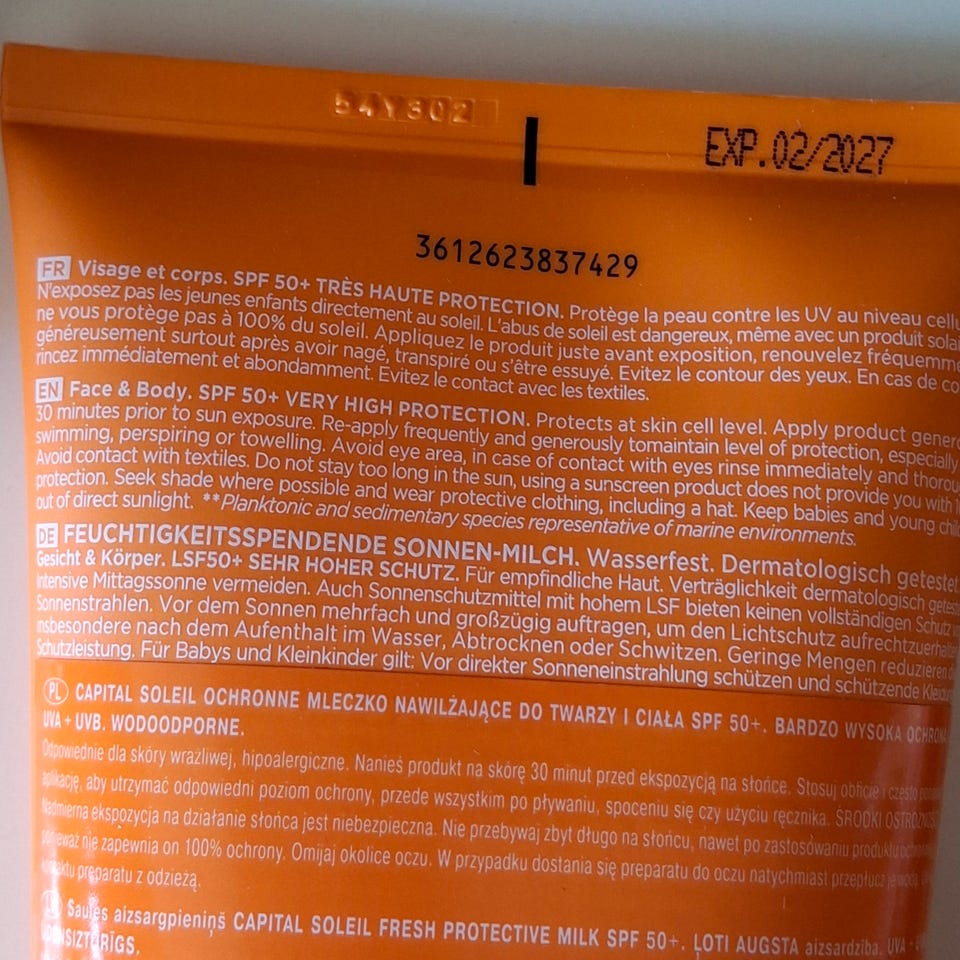 54Y302
EXP.02/2027
3612623837429
FR Visage et corps. SPF 50+ TRÈS HAUTE PROTECTION. Protège la peau contre les UV au niveau cellu
N'exposez pas les jeunes enfants directement au soleil. L'abus de soleil est dangereux, même avec un produit solai
ne vous protège pas à 100% du soleil. Appliquez le produit juste avant exposition, renouvelez fréquemme
généreusement surtout après avoir nagé, transpiré ou s'être essuyé. Evitez le contour des yeux. En cas de co
rincez immédiatement et abondamment. Evitez le contact avec les textiles.
EN Face & Body. SPF 50+ VERY HIGH PROTECTION. Protects at skin cell level. Apply product genero
30 minutes prior to sun exposure. Re-apply frequently and generously tomaintain level of protection, especially
swimming, perspiring or towelling. Avoid eye area, in case of contact with eyes rinse immediately and thorou
Avoid contact with textiles. Do not stay too long in the sun, using a sunscreen product does not provide you with 10
protection. Seek shade where possible and wear protective clothing, including a hat. Keep babies and young child
out of direct sunlight. **Planktonic and sedimentary species representative of marine environments.
DE FEUCHTIGKEITSSPENDENDE SONNEN-MILCH. Wasserfest. Dermatologisch getestet
Gesicht & Körper. LSF50+ SEHR HOHER SCHUTZ. Für empfindliche Haut. Verträglichkeit dermatologisch getest
Intensive Mittagssonne vermeiden. Auch Sonnenschutzmittel mit hohem LSF bieten keinen vollständigen Schutz v
Sonnenstrahlen. Vor dem Sonnen mehrfach und großzügig auftragen, um den Lichtschutz aufrechtzuerhalte
insbesondere nach dem Aufenthalt im Wasser, Abtrocknen oder Schwitzen. Geringe Mengen reduzieren d
Schutzleistung. Für Babys und Kleinkinder gilt: Vor direkter Sonneneinstrahlung schützen und schützende Kleidung
PL CAPITAL SOLEIL OCHRONNE MLECZKO NAWILŻAJĄCE DO TWARZY I CIAŁA SPF 50+. BARDZO WYSOKA OCHRONA
UVA + UVB. WODOODPORNE.
Odpowiednie dla skóry wrażliwej, hipoalergiczne. Nanieś produkt na skórę 30 minut przed ekspozycją na słońce. Stosuj obficie i często
aplikację, aby utrzymać odpowiedni poziom ochrony, przede wszystkim po pływaniu, spoceniu się czy użyciu ręcznika. ŚRODKI OSTROŻNOŚCI
Nadmierna ekspozycja na działanie słońca jest niebezpieczna. Nie przebywaj zbyt długo na słońcu, nawet po zastosowaniu produktu
ponieważ nie zapewnia on 100% ochrony. Omijaj okolice oczu. W przypadku dostania się preparatu do oczu natychmiast przepłucz je wodą.
kontaktu preparatu z odzieżą.
Saules aizsargpieniņš CAPITAL SOLEIL FRESH PROTECTIVE MILK SPF 50+. ĻOTI AUGSTA aizsardzība. UVA -
ŪDENSIZTŪRĪGS.